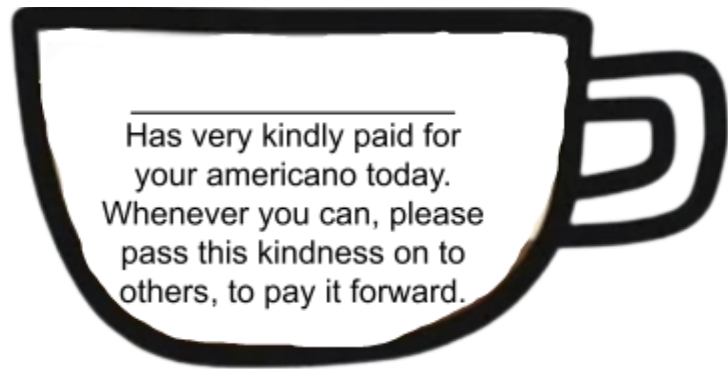 Has very kindly paid for
your americano today.
Whenever you can, please
pass this kindness on to
others, to pay it forward.